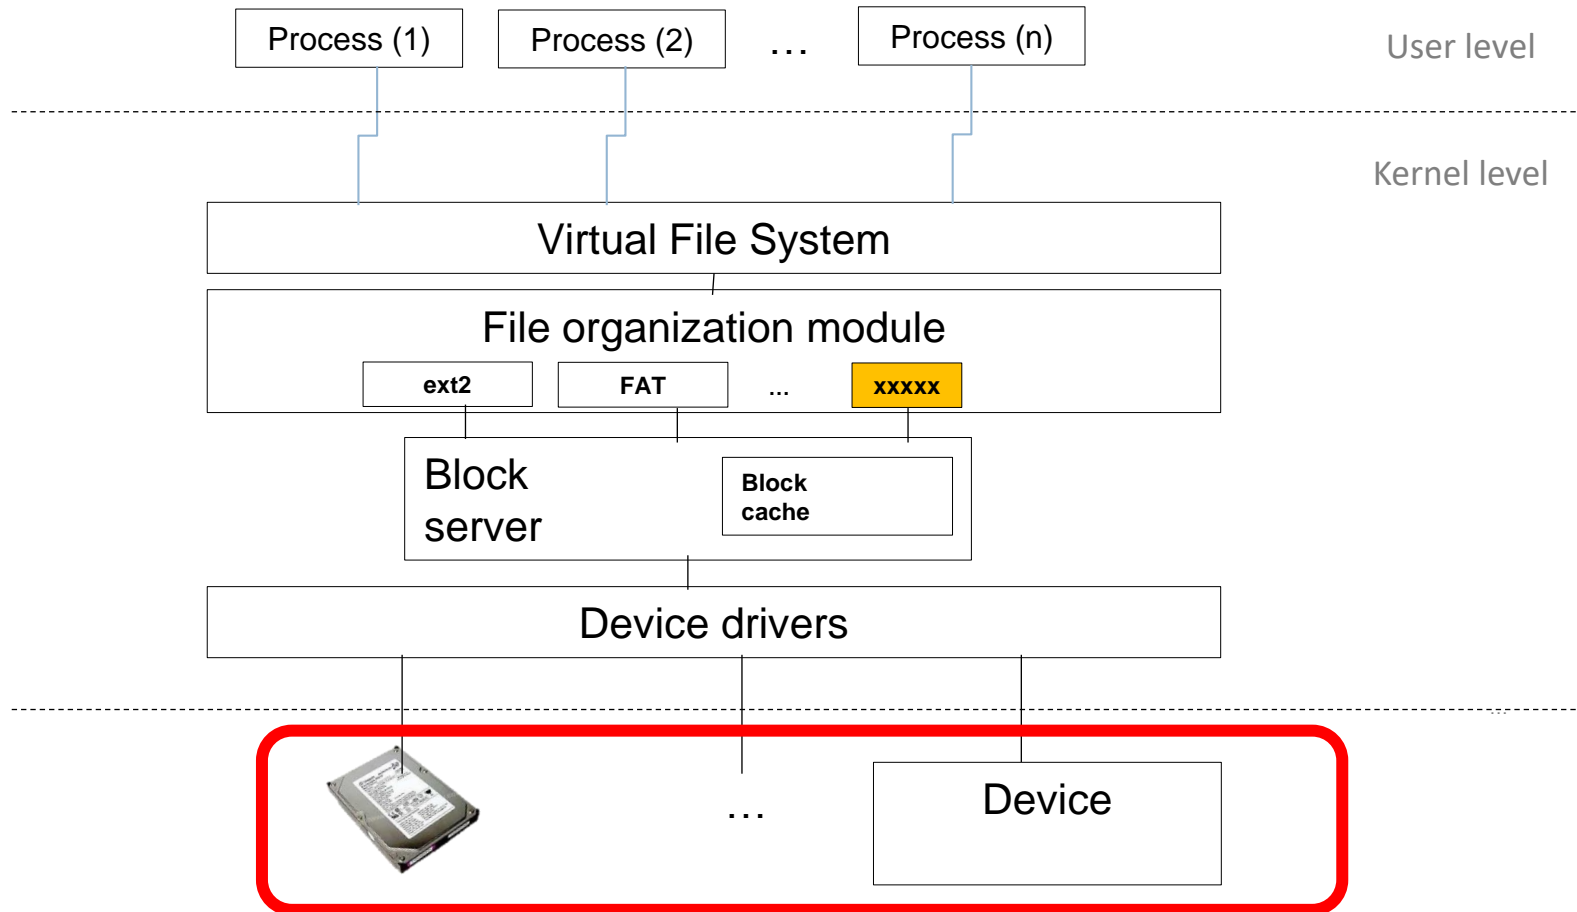 Process (1)
Process (2)
...
Process (n)
User level
Kernel level
Virtual File System
File organization module
ext2
FAT
...
xxxxx
Block
server
Block
cache
Device drivers
...
...
Device